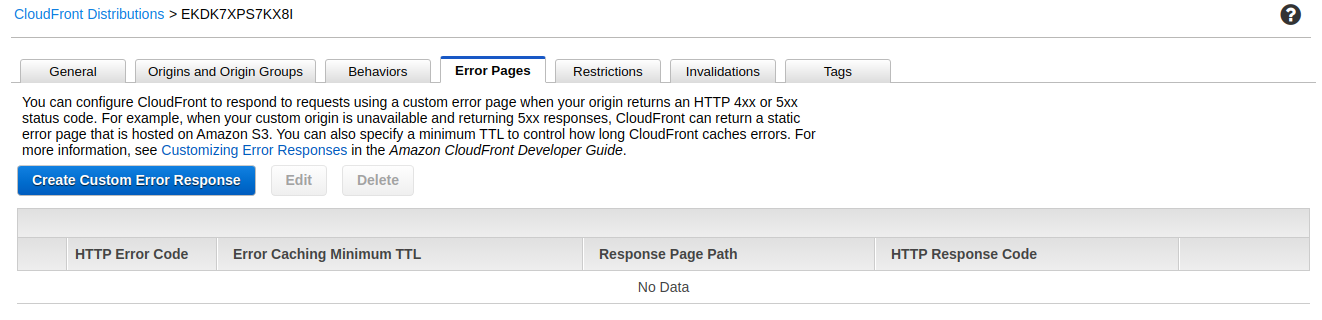 CloudFront Distributions > EKDK7XPS7KX8I
?
General
Origins and Origin Groups
Behaviors
Error Pages
Restrictions
Invalidations
Tags
You can configure CloudFront to respond to requests using a custom error page when your origin returns an HTTP 4xx or 5xx
status code. For example, when your custom origin is unavailable and returning 5xx responses, CloudFront can return a static
error page that is hosted on Amazon S3. You can also specify a minimum TTL to control how long CloudFront caches errors. For
more information, see Customizing Error Responses in the Amazon CloudFront Developer Guide.
Create Custom Error Response
Edit
Delete
HTTP Error Code
Error Caching Minimum TTL
Response Page Path
HTTP Response Code
No Data